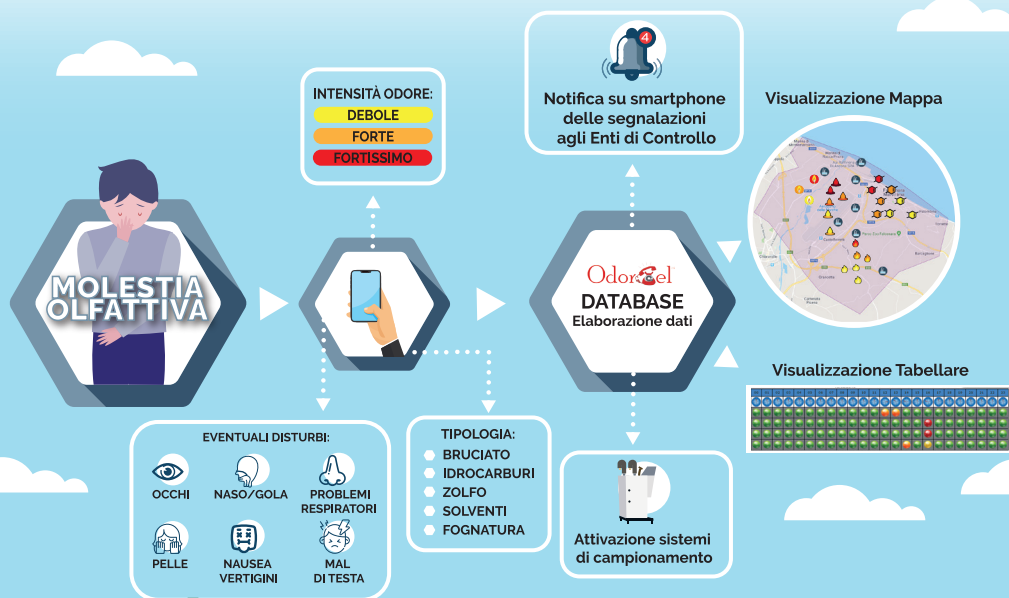 MOLESTIA
OLFATTIVA
INTENSITÀ ODORE:
DEBOLE
FORTE
FORTISSIMO
EVENTUALI DISTURBI:
OCCHI
NASO/GOLA
PROBLEMI
RESPIRATORI
PELLE
NAUSEA
VERTIGINI
MAL
DI TESTA
TIPOLOGIA:
BRUCIATO
IDROCARBURI
ZOLFO
SOLVENTI
FOGNATURA
4
Notifica su smartphone
delle segnalazioni
agli Enti di Controllo
DATABASE
Elaborazione dati
Attivazione sistemi
di campionamento
Visualizzazione Mappa
Visualizzazione Tabellare